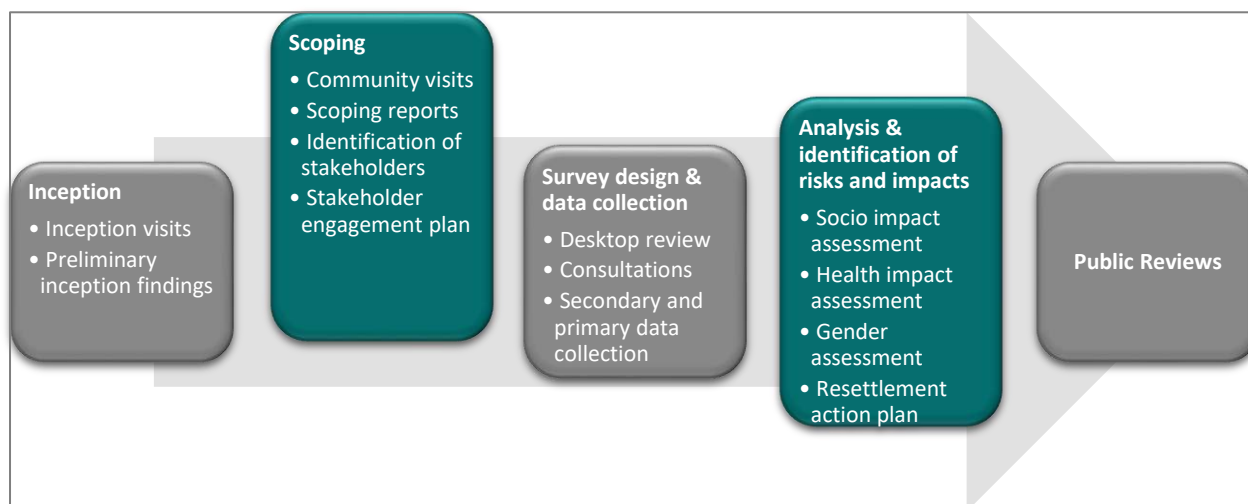 Inception
• Inception visits
• Preliminary
inception findings
Scoping
• Community visits
• Scoping reports
• Identification of
stakeholders
• Stakeholder
engagement plan
Survey design &
data collection
• Desktop review
• Consultations
• Secondary and
primary data
collection
Analysis &
identification of
risks and impacts
• Socio impact
assessment
• Health impact
assessment
• Gender
assessment
• Resettlement
action plan
Public Reviews